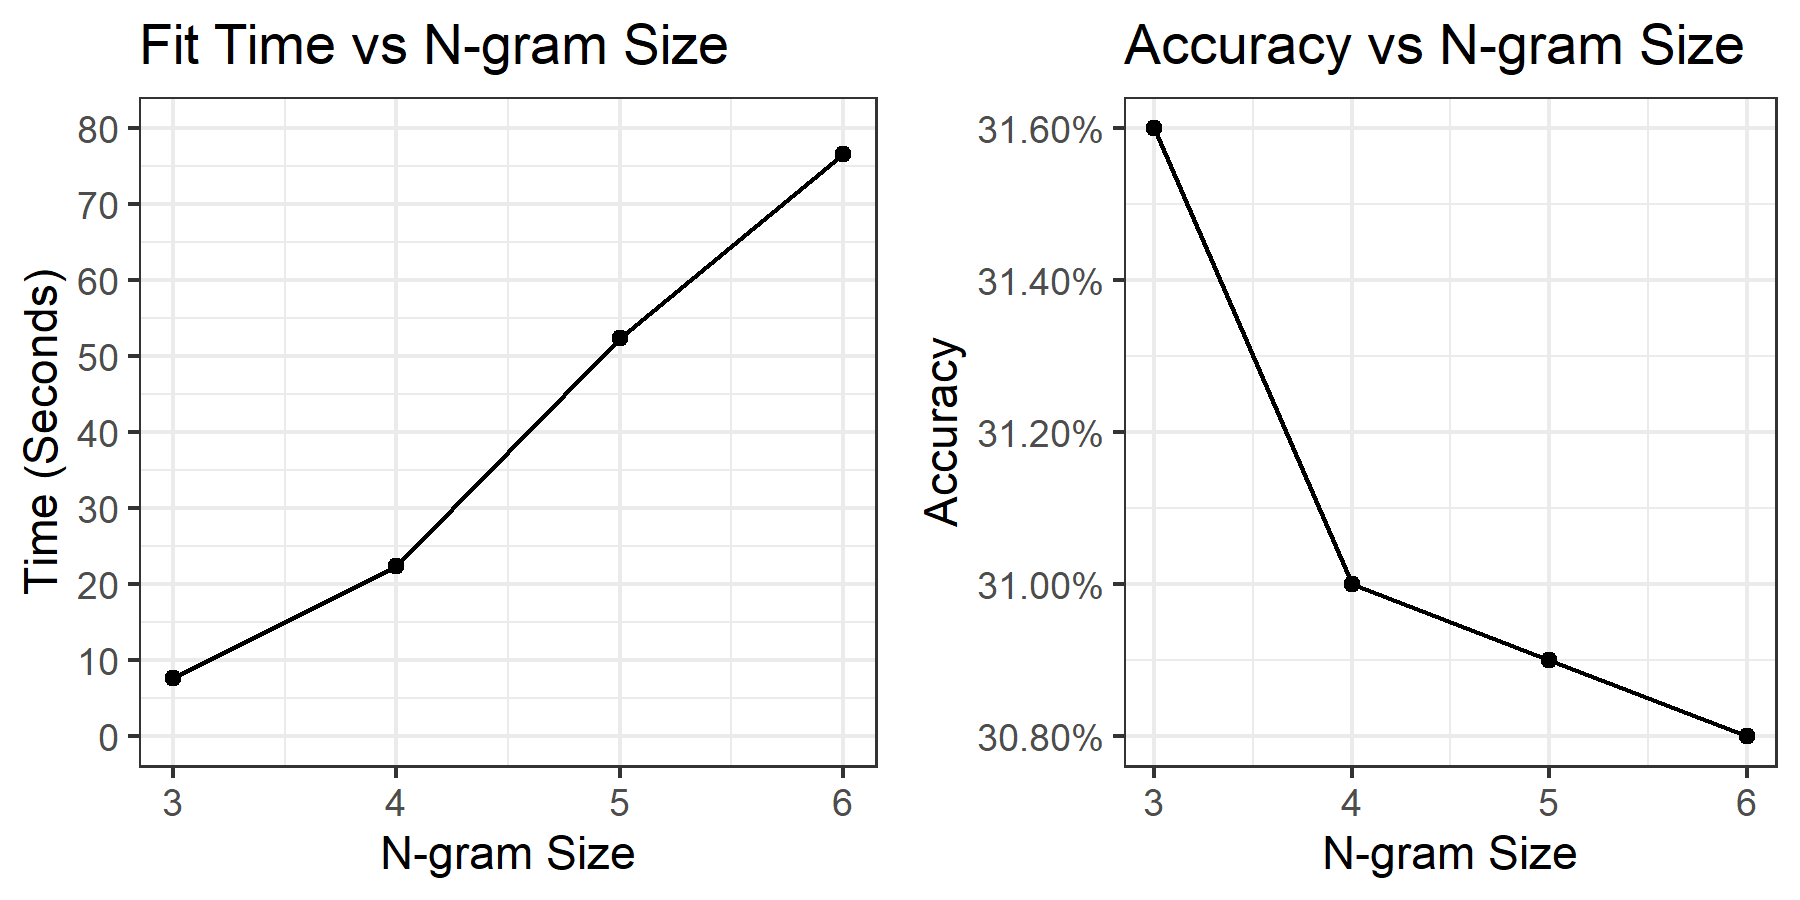 Fit Time vs N-gram Size
80
70
60
50
40
30
20
10
0
Time (Seconds)
3 4 5 6
N-gram Size
Accuracy vs N-gram Size
31.60%
31.40%
31.20%
31.00%
30.80%
Accuracy
3 4 5 6
N-gram Size